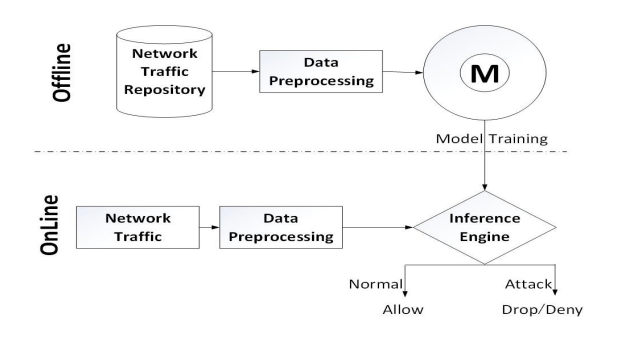 Offline
Network
Traffic
Repository
Data
Preprocessing
M
Model Training
OnLine
Network
Traffic
Data
Preprocessing
Inference
Engine
Normal
Attack
Allow
Drop/Deny